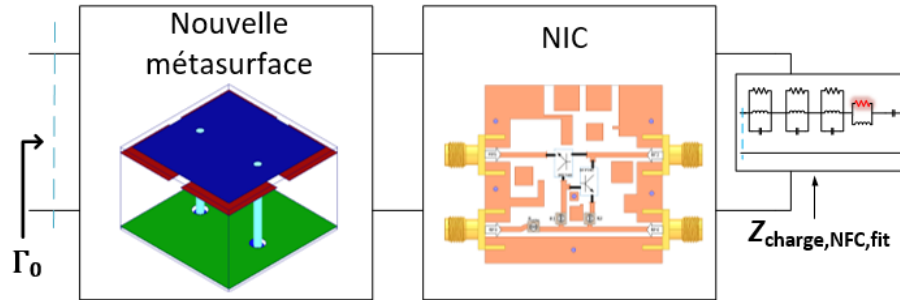 Nouvelle
métasurface
NIC
Γ₀
Zcharge,NFC,fit